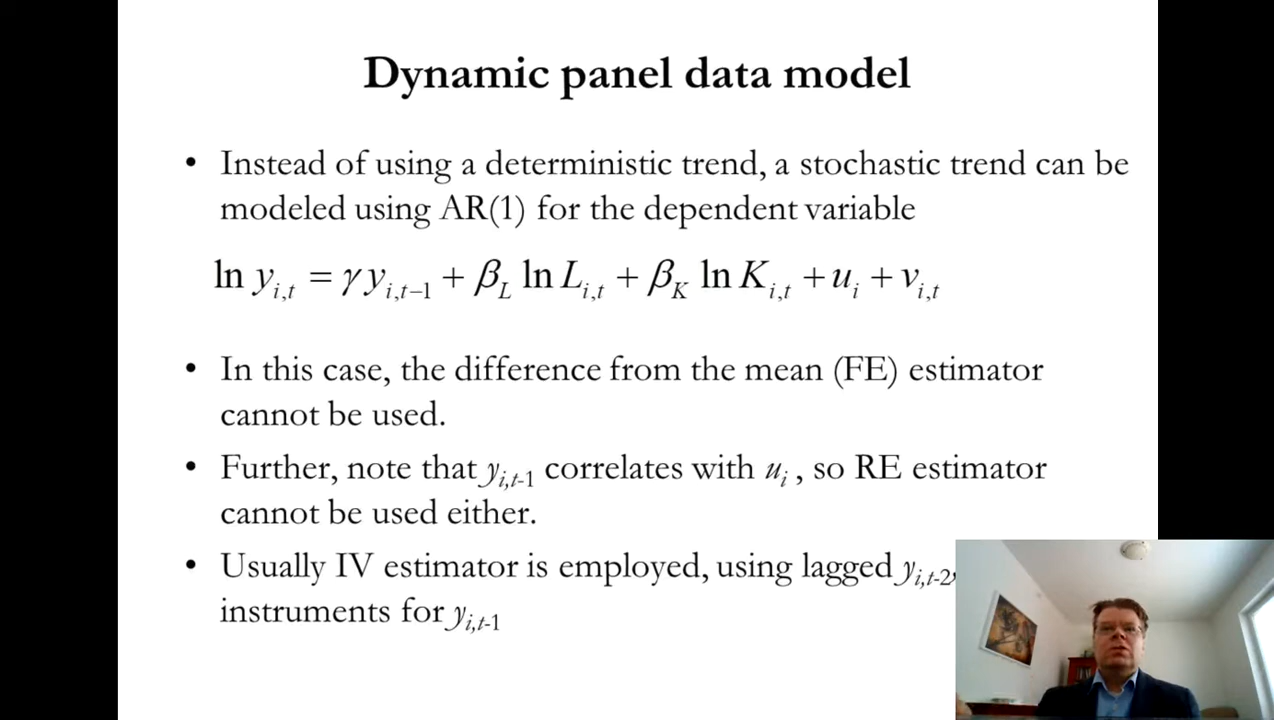 Dynamic panel data model
• Instead of using a deterministic trend, a stochastic trend can be
modeled using AR(1) for the dependent variable
ln y_{i,t} = γ y_{i,t−1} + β_L ln L_{i,t} + β_K ln K_{i,t} + u_i + v_{i,t}
• In this case, the difference from the mean (FE) estimator
cannot be used.
• Further, note that y_{i,t-1} correlates with u_i , so RE estimator
cannot be used either.
• Usually IV estimator is employed, using lagged y_{i,t-2},
instruments for y_{i,t-1}